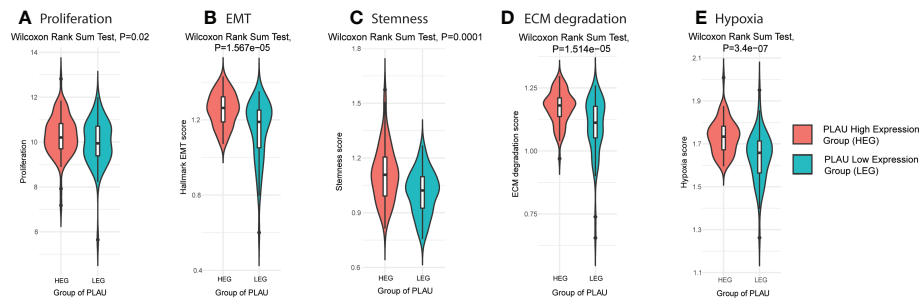 A Proliferation
Wilcoxon Rank Sum Test, P=0.02
14
12
10
8
6
Proliferation
HEG LEG
Group of PLAU
B EMT
Wilcoxon Rank Sum Test,
P=1.567e−05
1.2
0.8
0.4
Hallmark EMT score
HEG LEG
Group of PLAU
C Stemness
Wilcoxon Rank Sum Test, P=0.0001
1.8
1.5
1.2
0.9
0.6
Stemness score
HEG LEG
Group of PLAU
D ECM degradation
Wilcoxon Rank Sum Test,
P=1.514e−05
1.25
1.00
0.75
ECM degradation score
HEG LEG
Group of PLAU
E Hypoxia
Wilcoxon Rank Sum Test,
P=3.4e−07
2.1
1.9
1.7
1.5
1.3
1.1
Hypoxia score
HEG LEG
Group of PLAU
PLAU High Expression
Group (HEG)
PLAU Low Expression
Group (LEG)